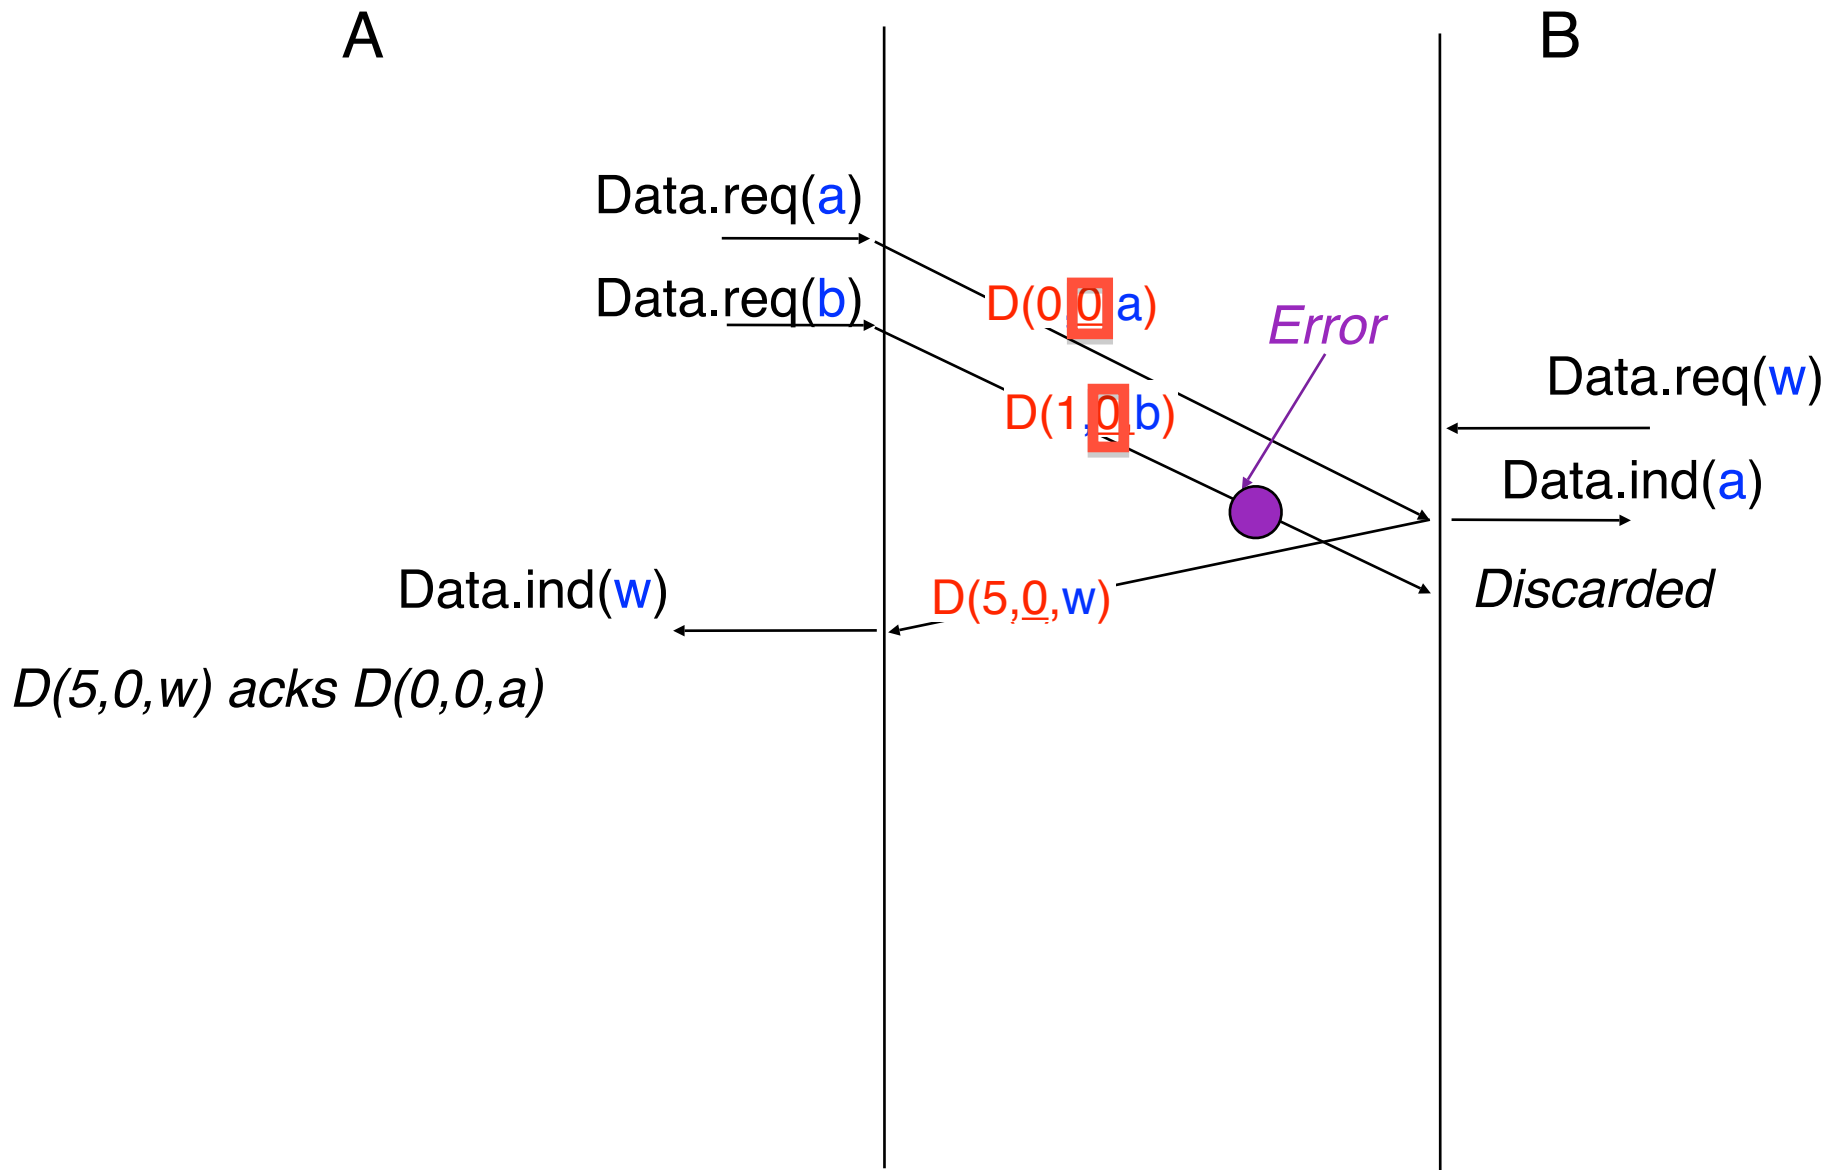 A
B
Data.req(a)
Data.req(b)
D(0,0,a)
Error
Data.req(w)
D(1,0,b)
Data.ind(a)
Data.ind(w)
D(5,0,w)
Discarded
D(5,0,w) acks D(0,0,a)